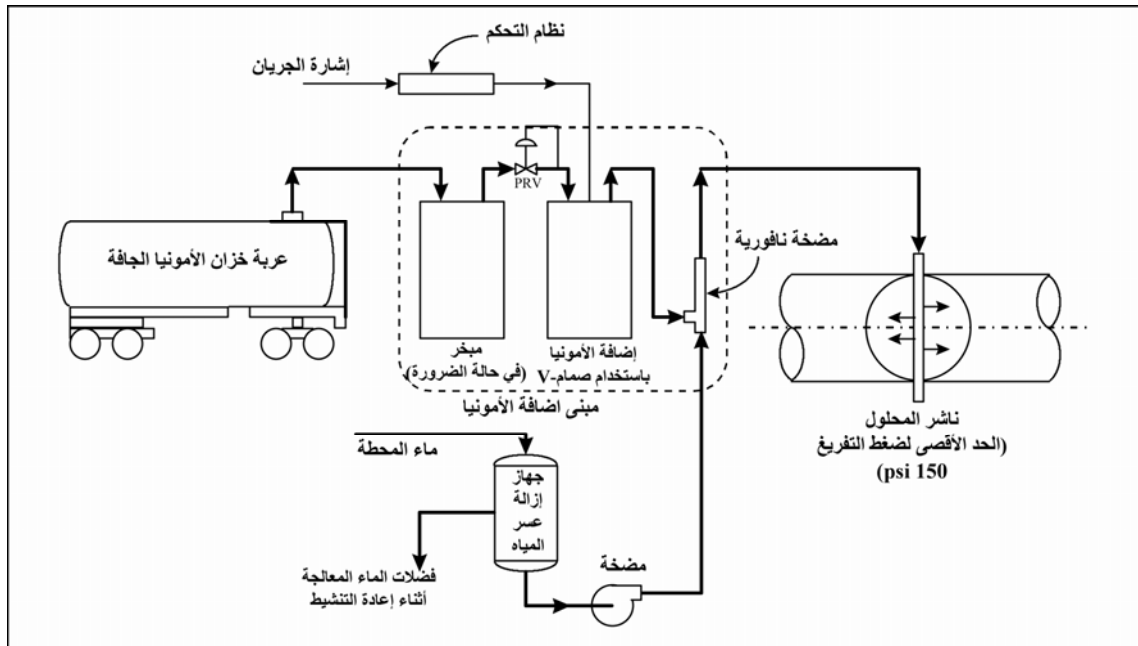 نظام التحكم
إشارة الجريان
PRV
عربة خزان الأمونيا الجافة
مضخة نافورية
مبخر
(في حالة الضرورة)
إضافة الأمونيا
باستخدام صمام-V
مبنى اضافة الأمونيا
ناشر المحلول
(الحد الأقصى لضغط التفريغ
150 psi)
ماء المحطة
جهاز
إزالة
عسر
المياه
مضخة
فضلات الماء المعالجة
أثناء إعادة التنشيط